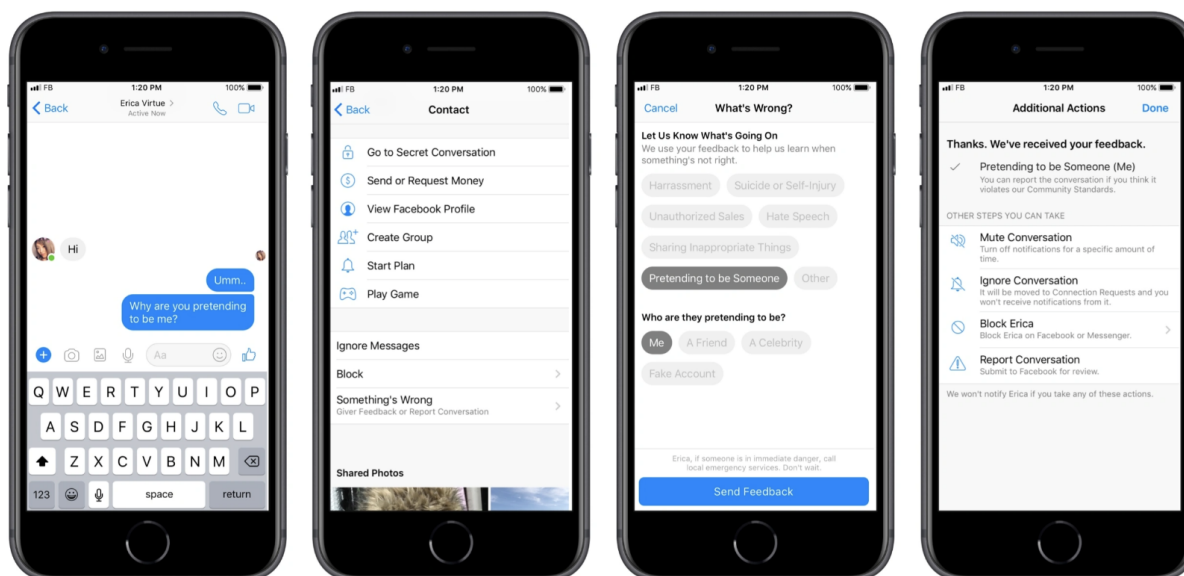 FB 1:20 PM 100%
Back Erica Virtue
Active Now
Hi
Umm..
Why are you pretending
to be me?
Aa
Q W E R T Y U I O P
A S D F G H J K L
Z X C V B N M
123 space return
FB 1:20 PM 100%
Back Contact
Go to Secret Conversation
Send or Request Money
View Facebook Profile
Create Group
Start Plan
Play Game
Ignore Messages
Block
Something's Wrong
Giver Feedback or Report Conversation
Shared Photos
FB 1:20 PM 100%
Cancel What's Wrong?
Let Us Know What's Going On
We use your feedback to help us learn when
something's not right.
Harrassment Suicide or Self-Injury
Unauthorized Sales Hate Speech
Sharing Inappropriate Things
Pretending to be Someone Other
Who are they pretending to be?
Me A Friend A Celebrity
Fake Account
Erica, if someone is in immediate danger, call
local emergency services. Don't wait.
Send Feedback
FB 1:20 PM 100%
Additional Actions Done
Thanks. We've received your feedback.
Pretending to be Someone (Me)
You can report the conversation if you think it
violates our Community Standards.
OTHER STEPS YOU CAN TAKE
Mute Conversation
Turn off notifications for a specific amount of
time.
Ignore Conversation
It will be moved to Connection Requests and you
won't receive notifications from it.
Block Erica
Block Erica on Facebook or Messenger.
Report Conversation
Submit to Facebook for review.
We won't notify Erica if you take any of these actions.